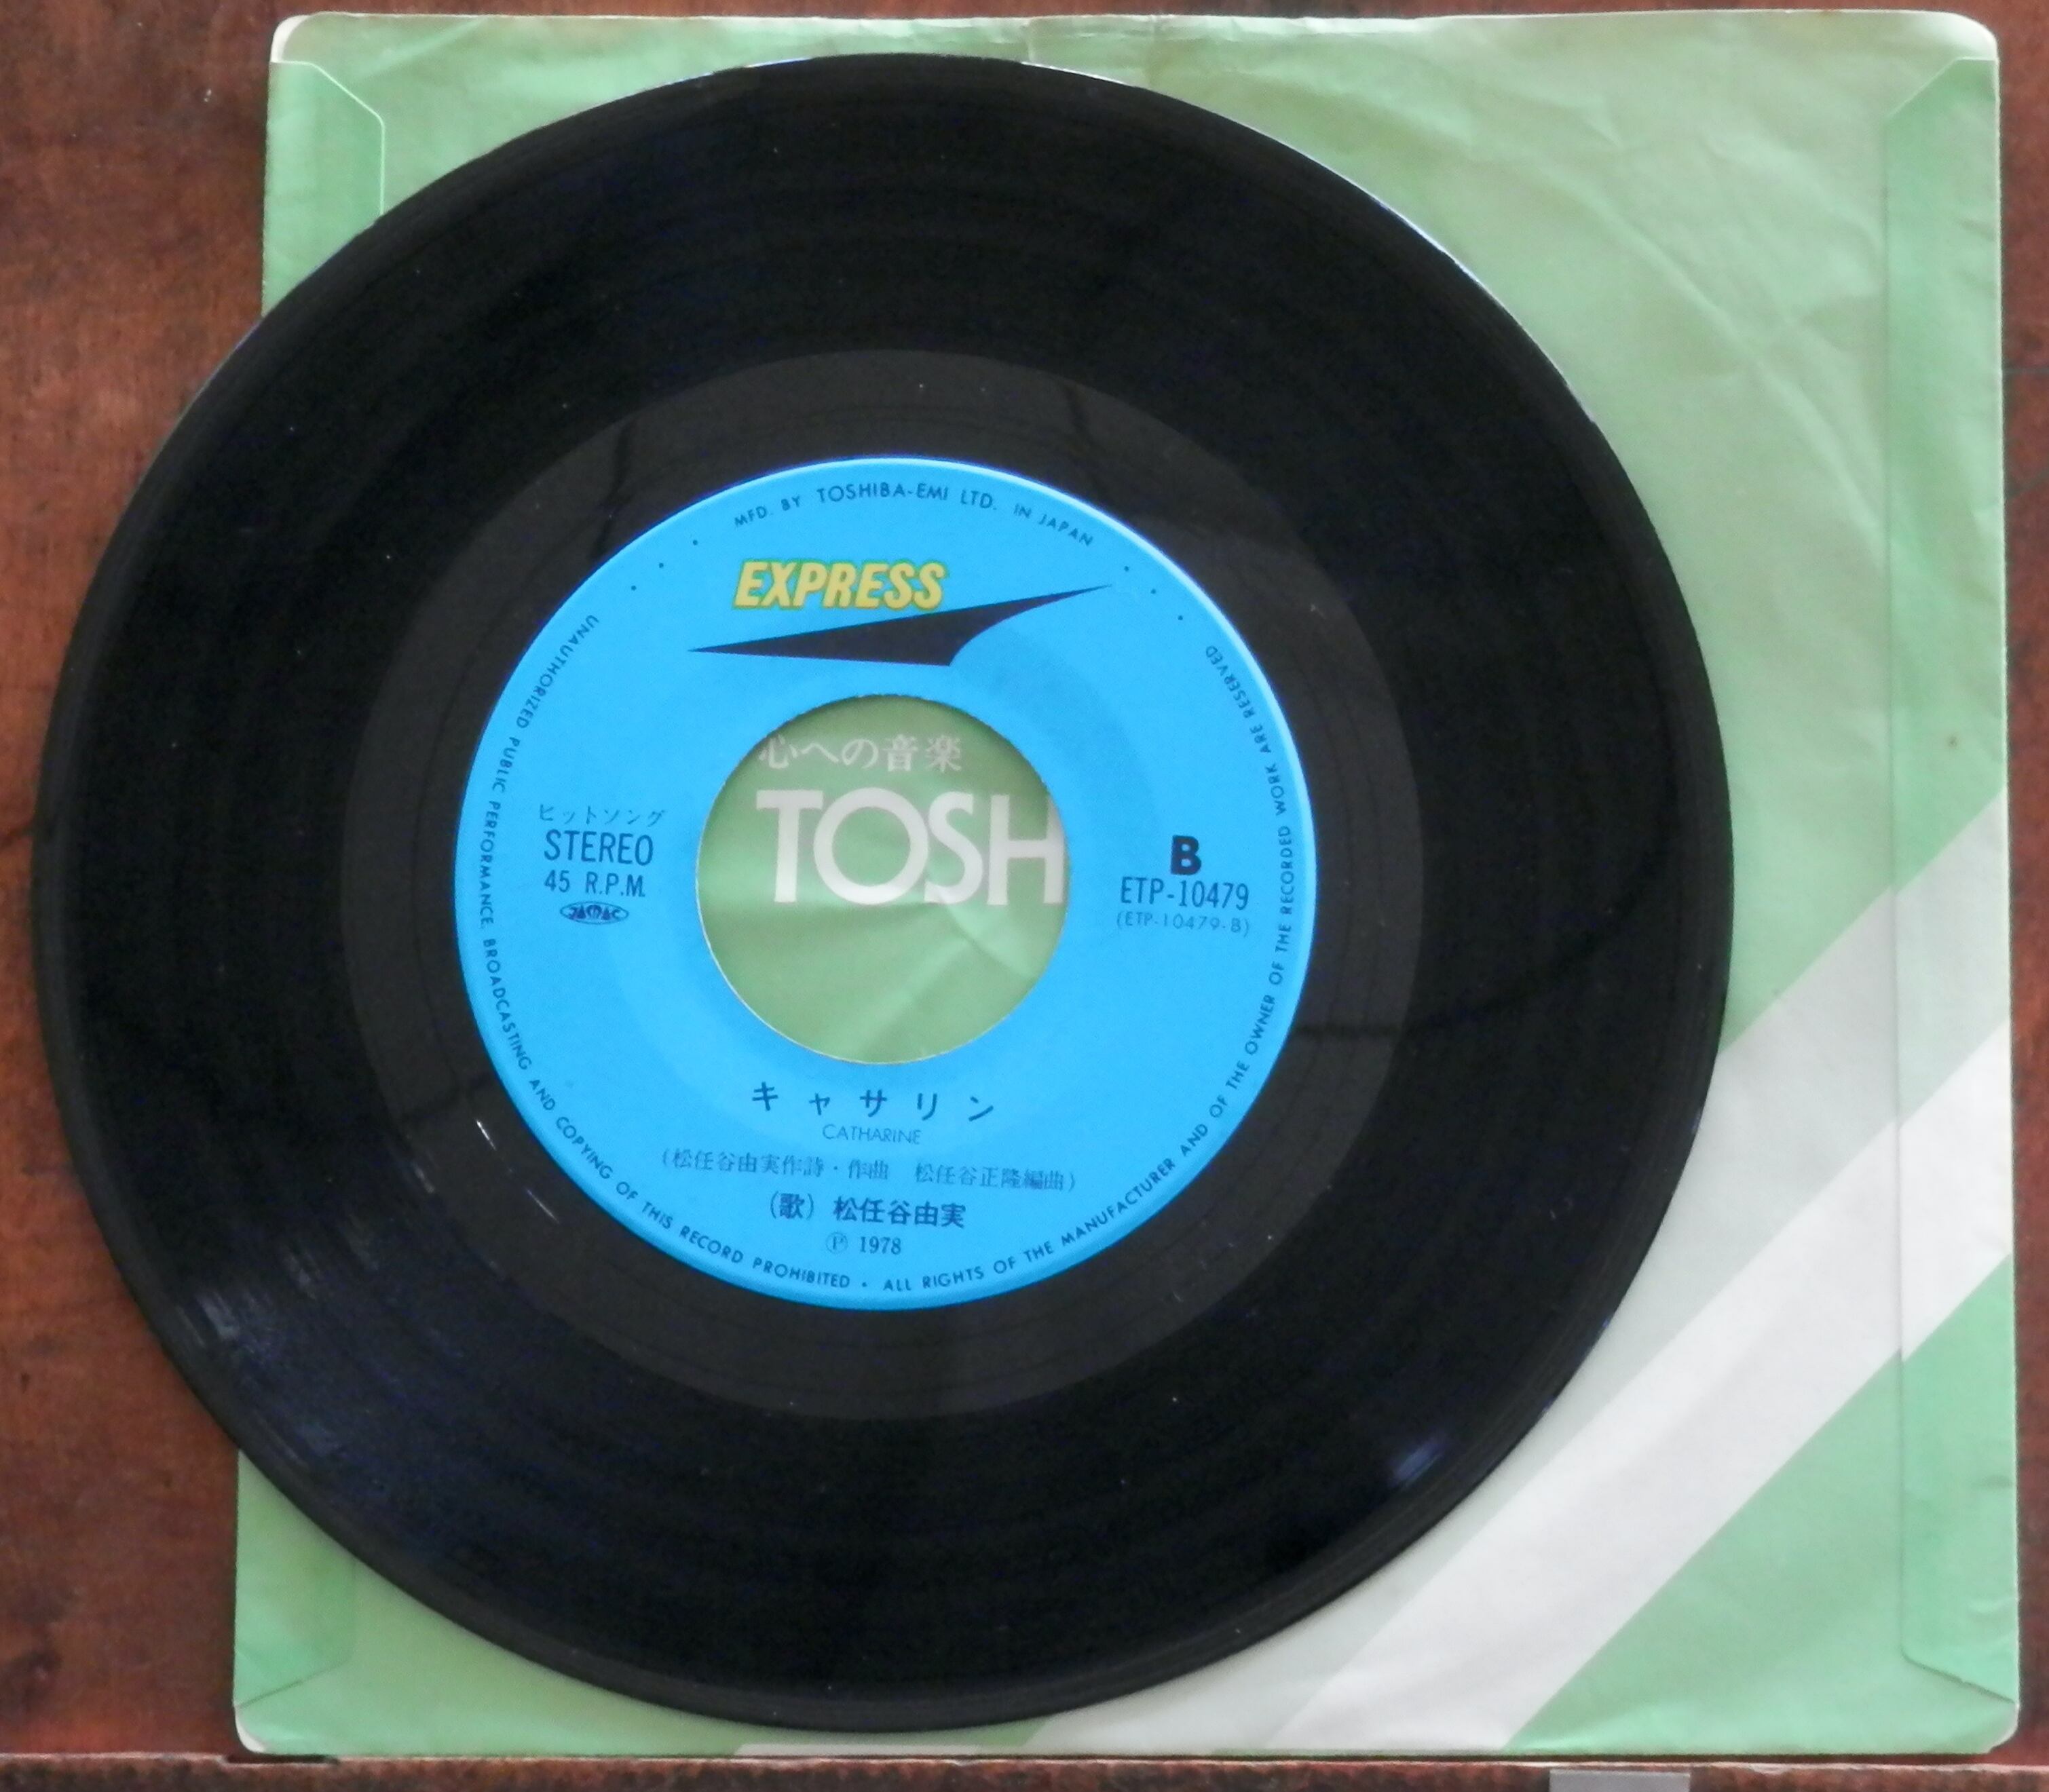 MFD. BY TOSHIBA-EMI LTD. IN JAPAN
EXPRESS
心への音楽
TOSH
ヒットソング
STEREO
45 R.P.M.
JASRAC
B
ETP-10479
(ETP-10479-B)
キャサリン
CATHARINE
(松任谷由実作詩・作曲 松任谷正隆編曲)
(歌) 松任谷由実
Ⓟ 1978
UNAUTHORIZED PUBLIC PERFORMANCE. BROADCASTING AND COPYING OF THIS RECORD PROHIBITED • ALL RIGHTS OF THE MANUFACTURER AND OF THE OWNER OF THE RECORDED WORK ARE RESERVED